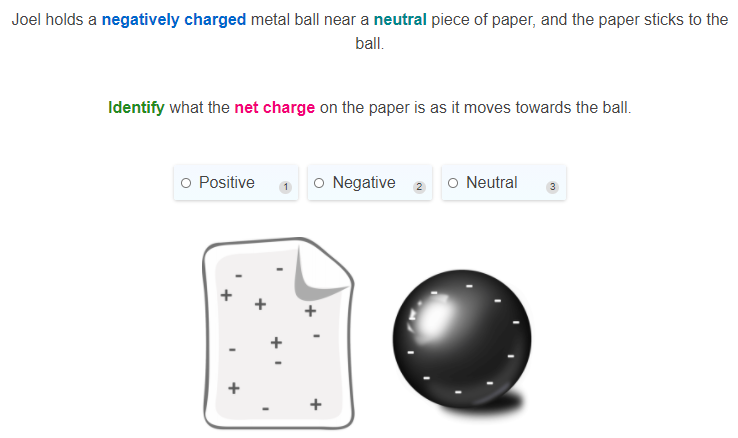 Joel holds a negatively charged metal ball near a neutral piece of paper, and the paper sticks to the
ball.
Identify what the net charge on the paper is as it moves towards the ball.
Positive 1 Negative 2 Neutral 3
- -
+ + +
- + -
-
+ - +
- - -
- -
- -
- - -